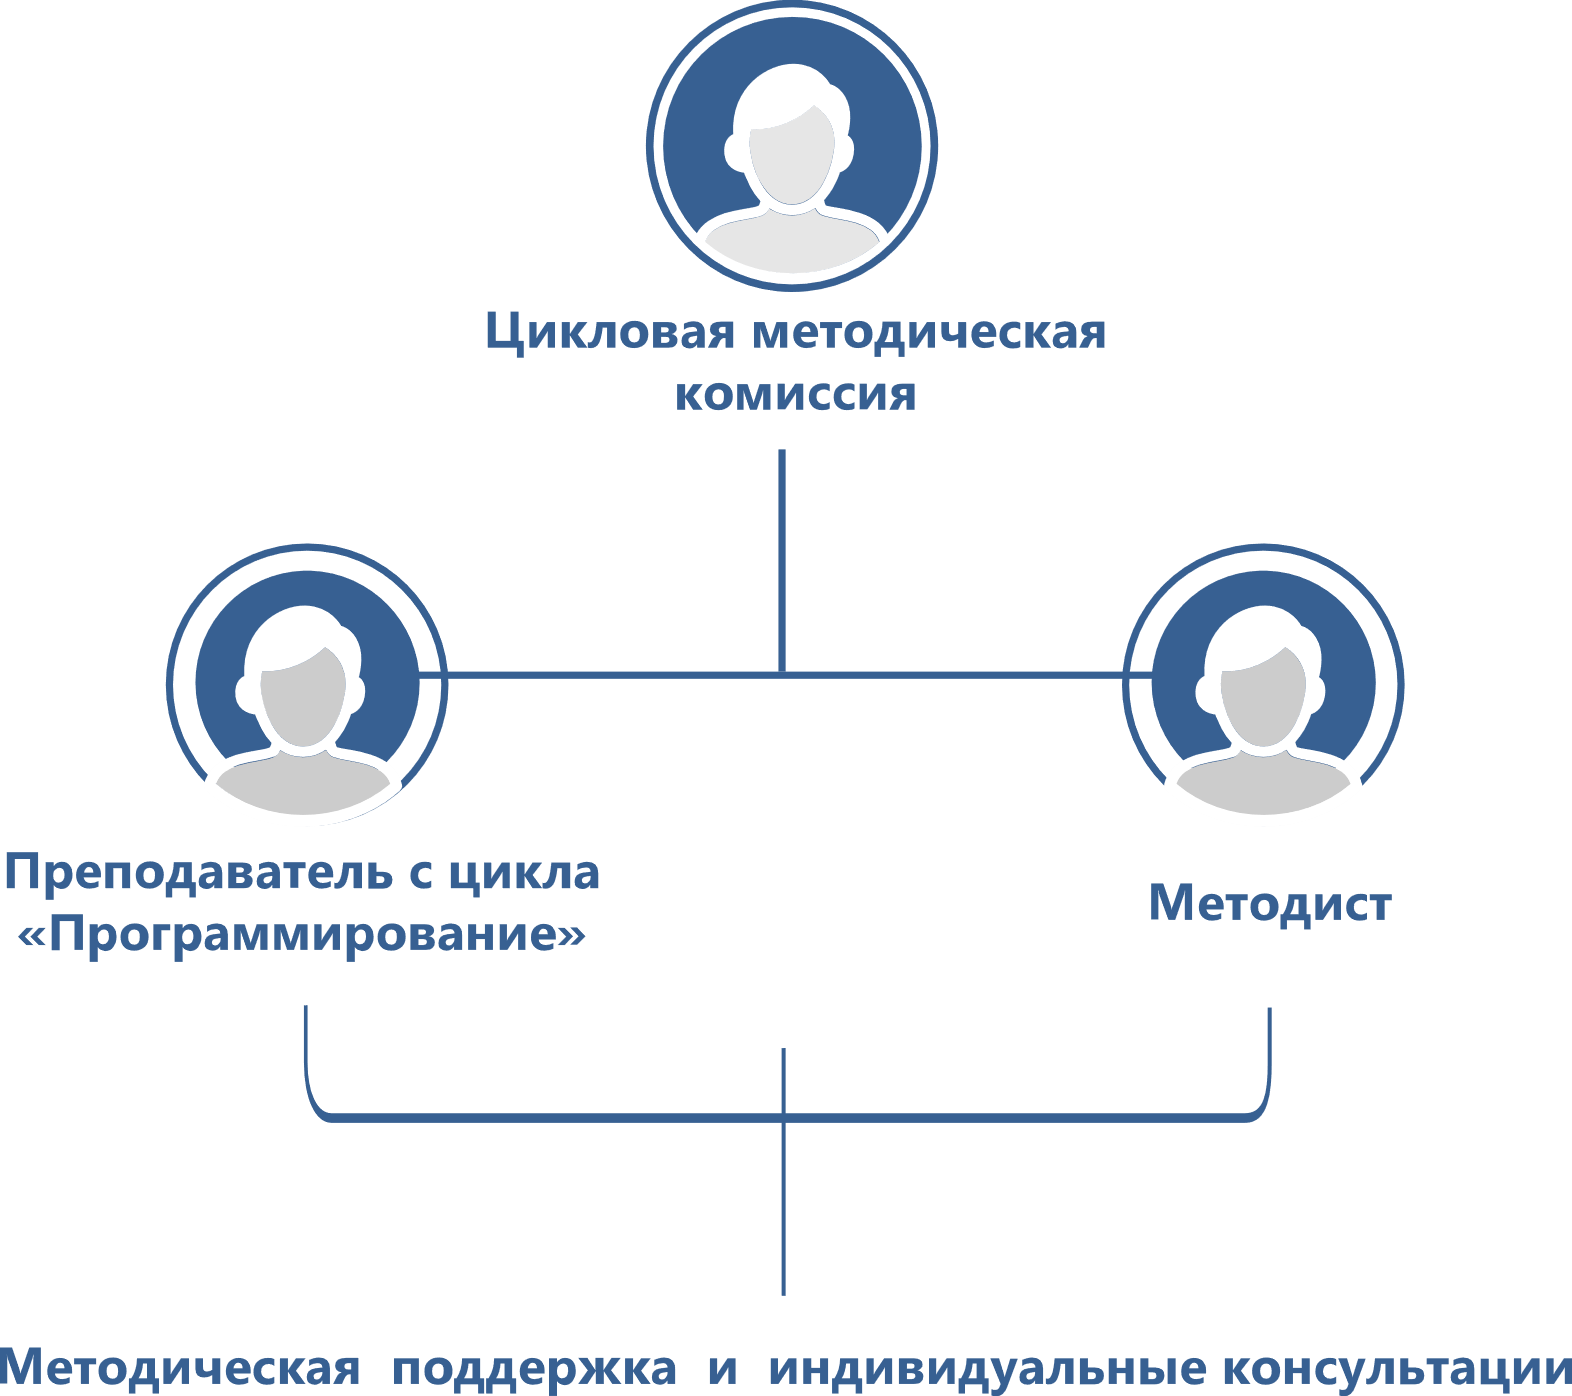 Цикловая методическая
комиссия
Преподаватель с цикла
«Программирование»
Методист
Методическая поддержка и индивидуальные консультации